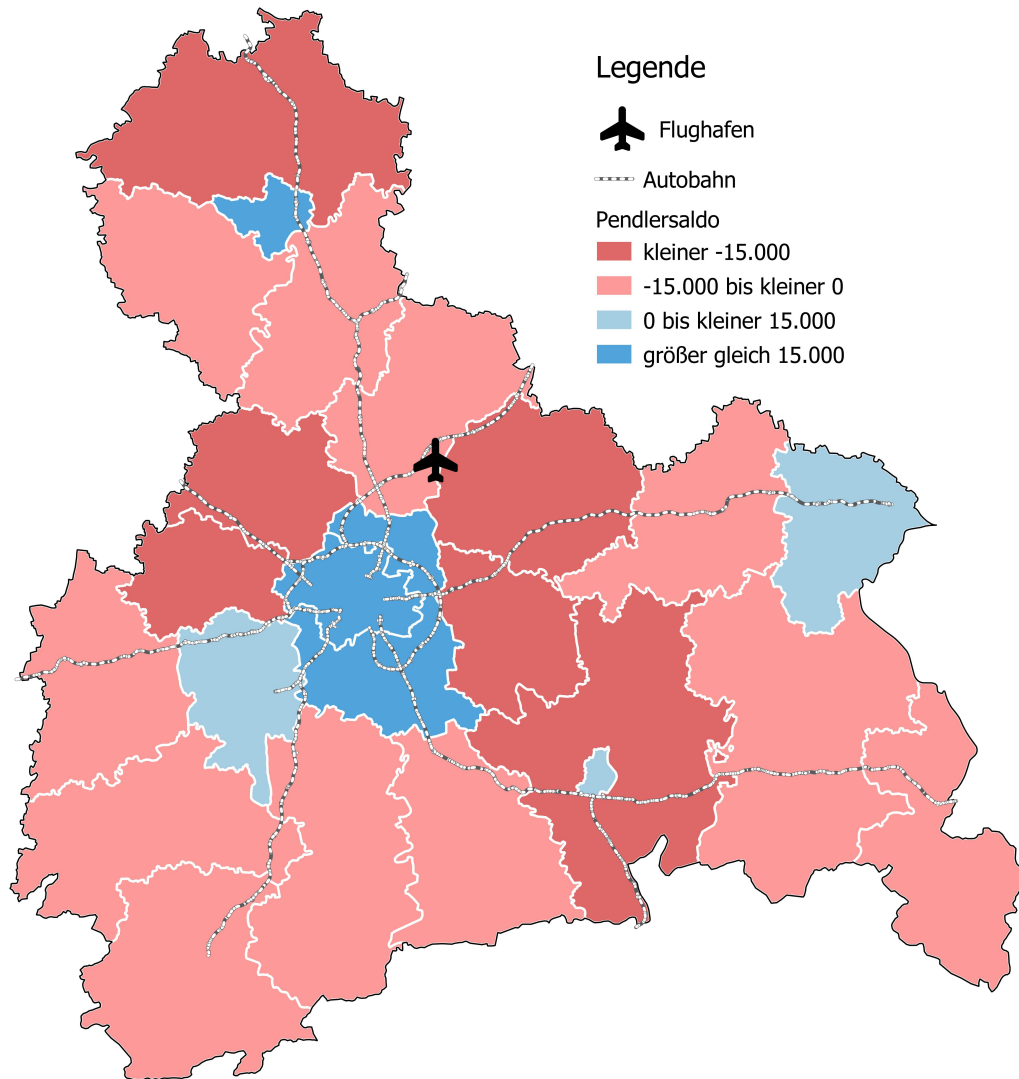 Legende
Flughafen
Autobahn
Pendlersaldo
kleiner -15.000
-15.000 bis kleiner 0
0 bis kleiner 15.000
größer gleich 15.000